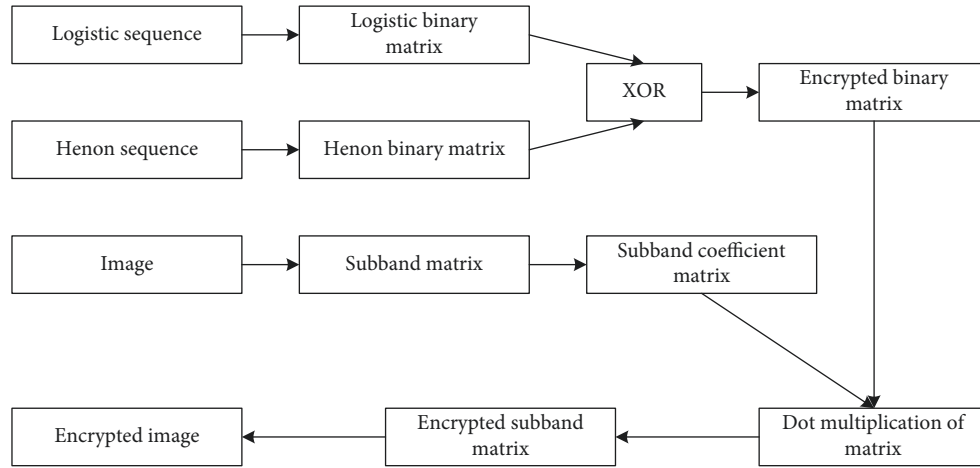 Logistic sequence
Logistic binary
matrix
XOR
Encrypted binary
matrix
Henon sequence
Henon binary matrix
Image
Subband matrix
Subband coefficient
matrix
Encrypted image
Encrypted subband
matrix
Dot multiplication of
matrix